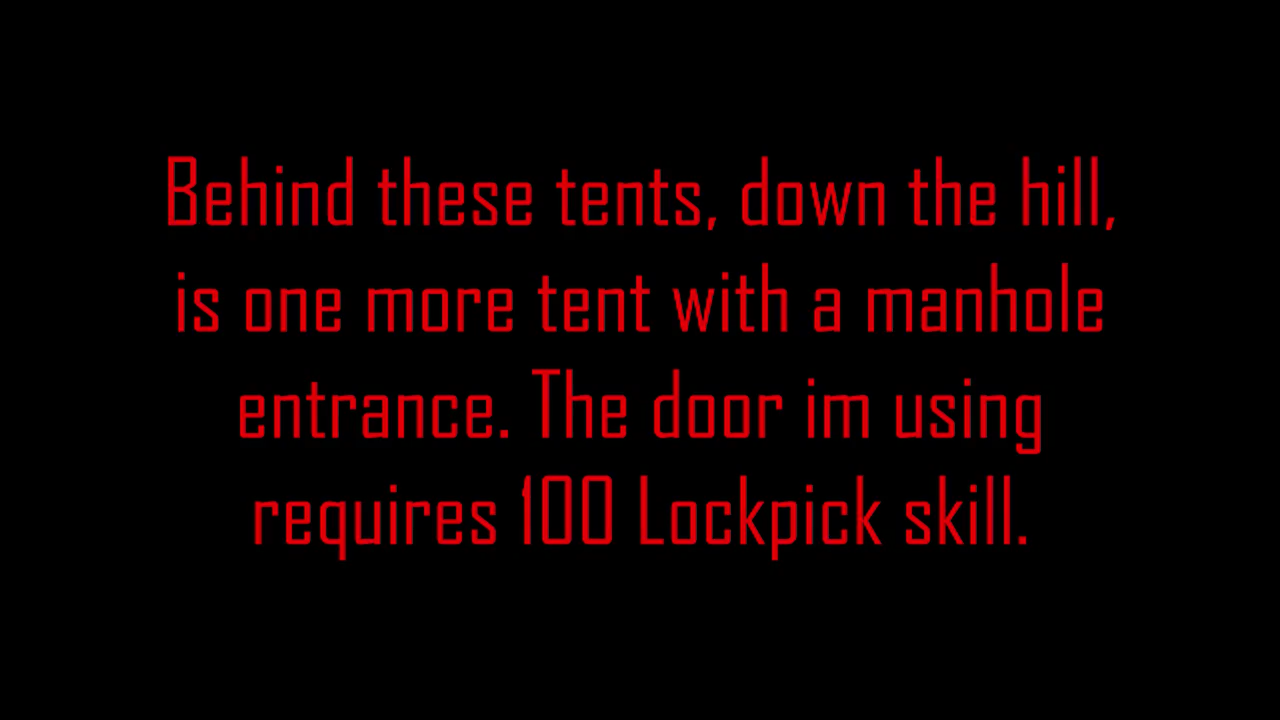 Behind these tents, down the hill,
is one more tent with a manhole
entrance. The door im using
requires 100 Lockpick skill.